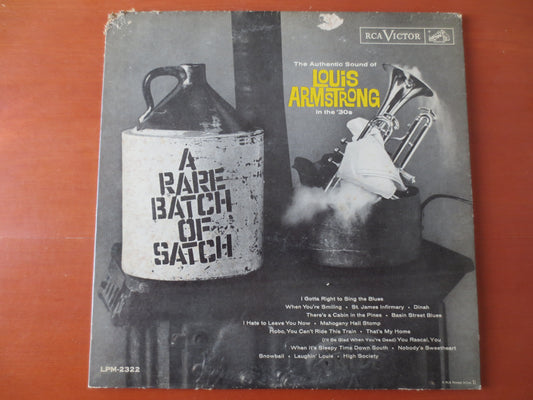 RCA VICTOR
The Authentic Sound of
LOUIS
ARMSTRONG
in the '30s
A
RARE
BATCH
OF
SATCH
I Gotta Right to Sing the Blues
When You're Smiling • St. James Infirmary • Dinah
There's a Cabin in the Pines • Basin Street Blues
I Hate to Leave You Now • Mahogany Hall Stomp
Hobo, You Can't Ride This Train • That's My Home
(I'll Be Glad When You're Dead) You Rascal, You
When It's Sleepy Time Down South • Nobody's Sweetheart
Snowball • Laughin' Louie • High Society
LPM-2322